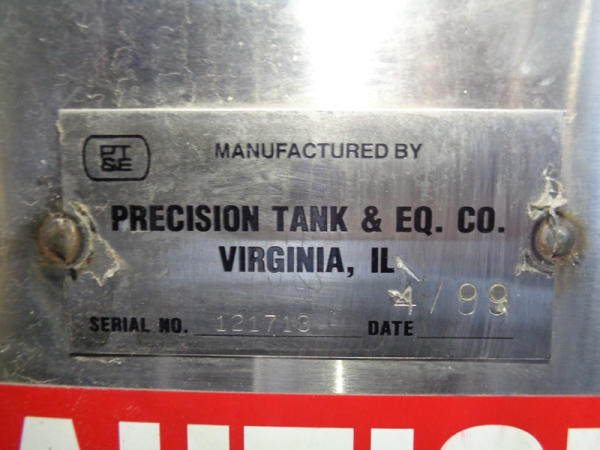 PT
&E
MANUFACTURED BY
PRECISION TANK & EQ. CO.
VIRGINIA, IL
4/99
SERIAL NO. 121713 DATE